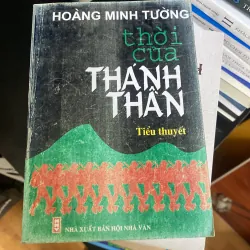 HOÀNG MINH TƯỜNG
thời
của
THÁNH
THẦN
Tiểu thuyết
NHÀ XUẤT BẢN HỘI NHÀ VĂN